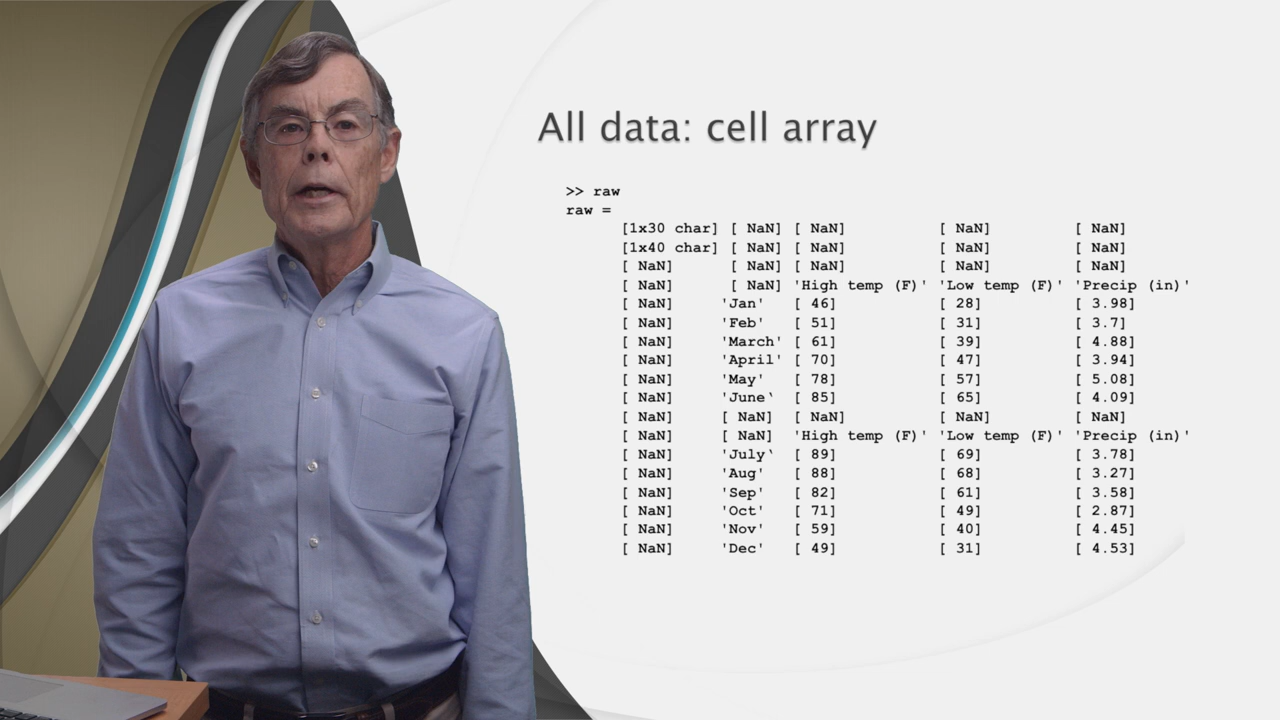 All data: cell array
>> raw
raw =
[1x30 char] [ NaN] [ NaN] [ NaN] [ NaN]
[1x40 char] [ NaN] [ NaN] [ NaN] [ NaN]
[ NaN] [ NaN] [ NaN] [ NaN] [ NaN]
[ NaN] [ NaN] 'High temp (F)' 'Low temp (F)' 'Precip (in)'
[ NaN] 'Jan' [ 46] [ 28] [ 3.98]
[ NaN] 'Feb' [ 51] [ 31] [ 3.7]
[ NaN] 'March' [ 61] [ 39] [ 4.88]
[ NaN] 'April' [ 70] [ 47] [ 3.94]
[ NaN] 'May' [ 78] [ 57] [ 5.08]
[ NaN] 'June‵ [ 85] [ 65] [ 4.09]
[ NaN] [ NaN] [ NaN] [ NaN] [ NaN]
[ NaN] [ NaN] 'High temp (F)' 'Low temp (F)' 'Precip (in)'
[ NaN] 'July‵ [ 89] [ 69] [ 3.78]
[ NaN] 'Aug' [ 88] [ 68] [ 3.27]
[ NaN] 'Sep' [ 82] [ 61] [ 3.58]
[ NaN] 'Oct' [ 71] [ 49] [ 2.87]
[ NaN] 'Nov' [ 59] [ 40] [ 4.45]
[ NaN] 'Dec' [ 49] [ 31] [ 4.53]